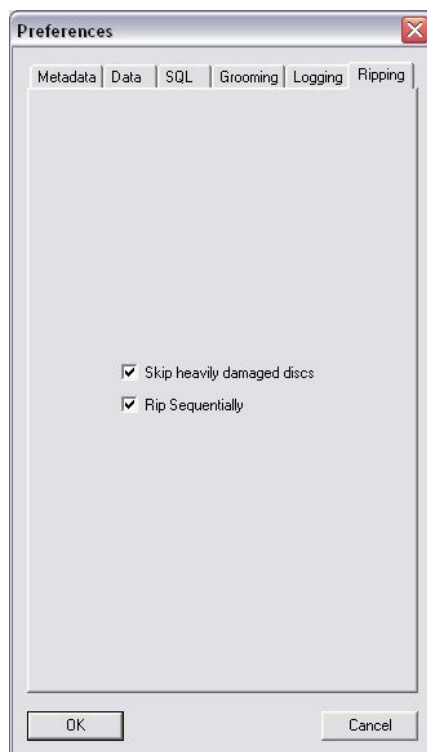 Preferences
Metadata Data SQL Grooming Logging Ripping
Skip heavily damaged discs
Rip Sequentially
OK Cancel